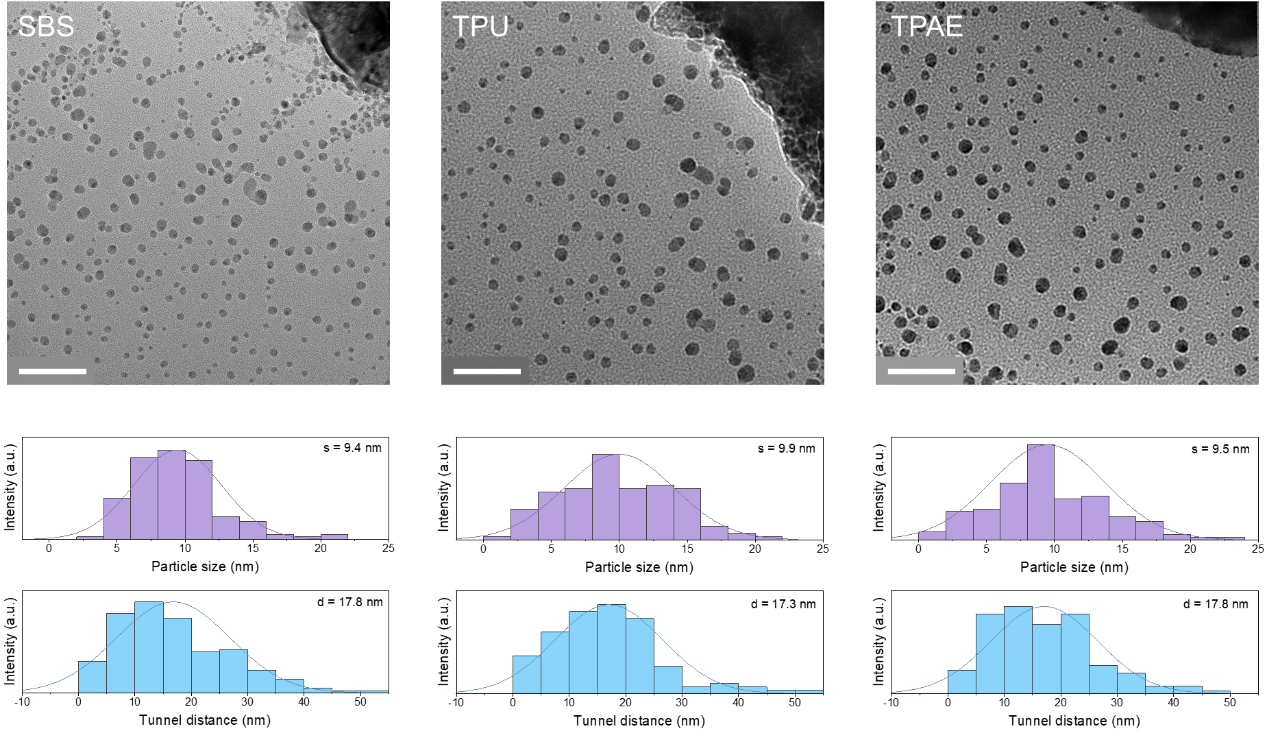 SBS
TPU
TPAE
Intensity (a.u.)
s = 9.4 nm
0 5 10 15 20 25
Particle size (nm)
Intensity (a.u.)
s = 9.9 nm
0 5 10 15 20 25
Particle size (nm)
Intensity (a.u.)
s = 9.5 nm
0 5 10 15 20 25
Particle size (nm)
Intensity (a.u.)
d = 17.8 nm
-10 0 10 20 30 40 50
Tunnel distance (nm)
Intensity (a.u.)
d = 17.3 nm
-10 0 10 20 30 40 50
Tunnel distance (nm)
Intensity (a.u.)
d = 17.8 nm
-10 0 10 20 30 40 50
Tunnel distance (nm)